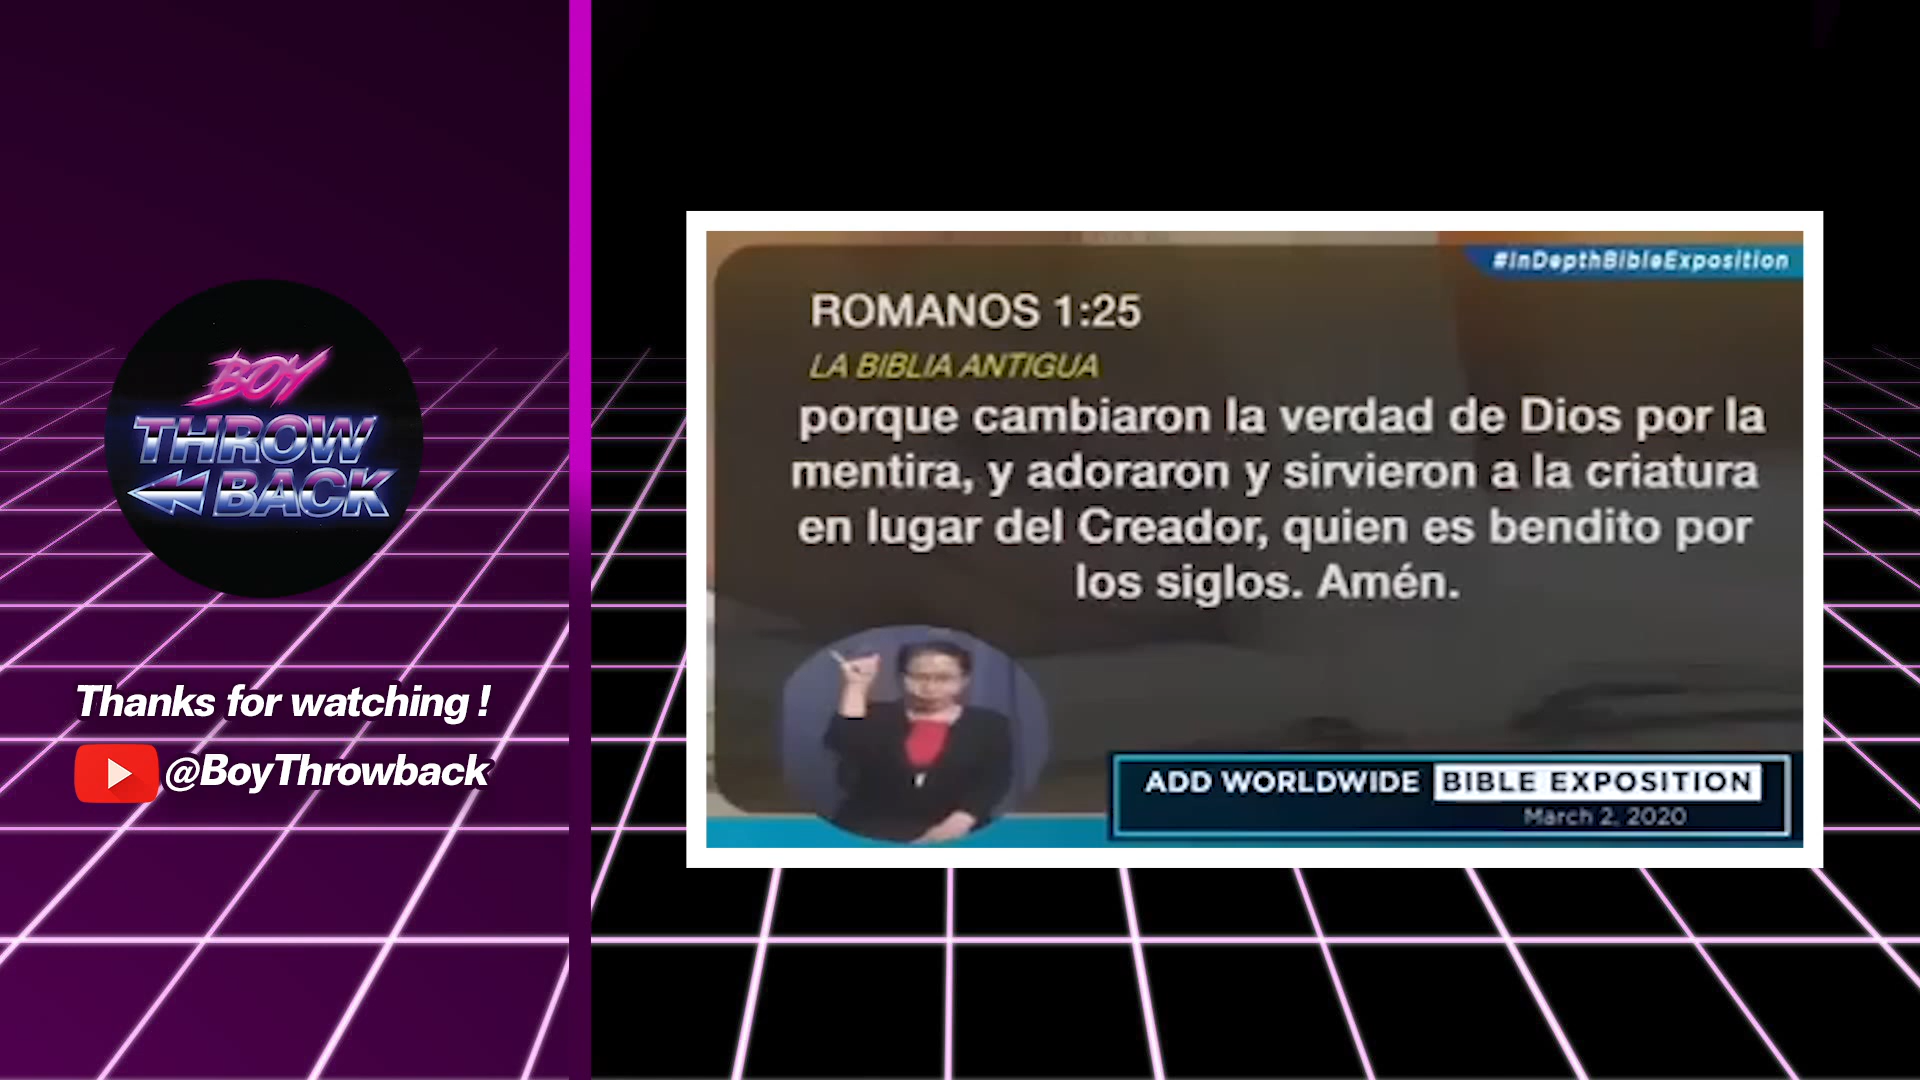 BOY
THROW
BACK
Thanks for watching !
@BoyThrowback
#InDepthBibleExposition
ROMANOS 1:25
LA BIBLIA ANTIGUA
porque cambiaron la verdad de Dios por la
mentira, y adoraron y sirvieron a la criatura
en lugar del Creador, quien es bendito por
los siglos. Amén.
ADD WORLDWIDE BIBLE EXPOSITION
March 2, 2020